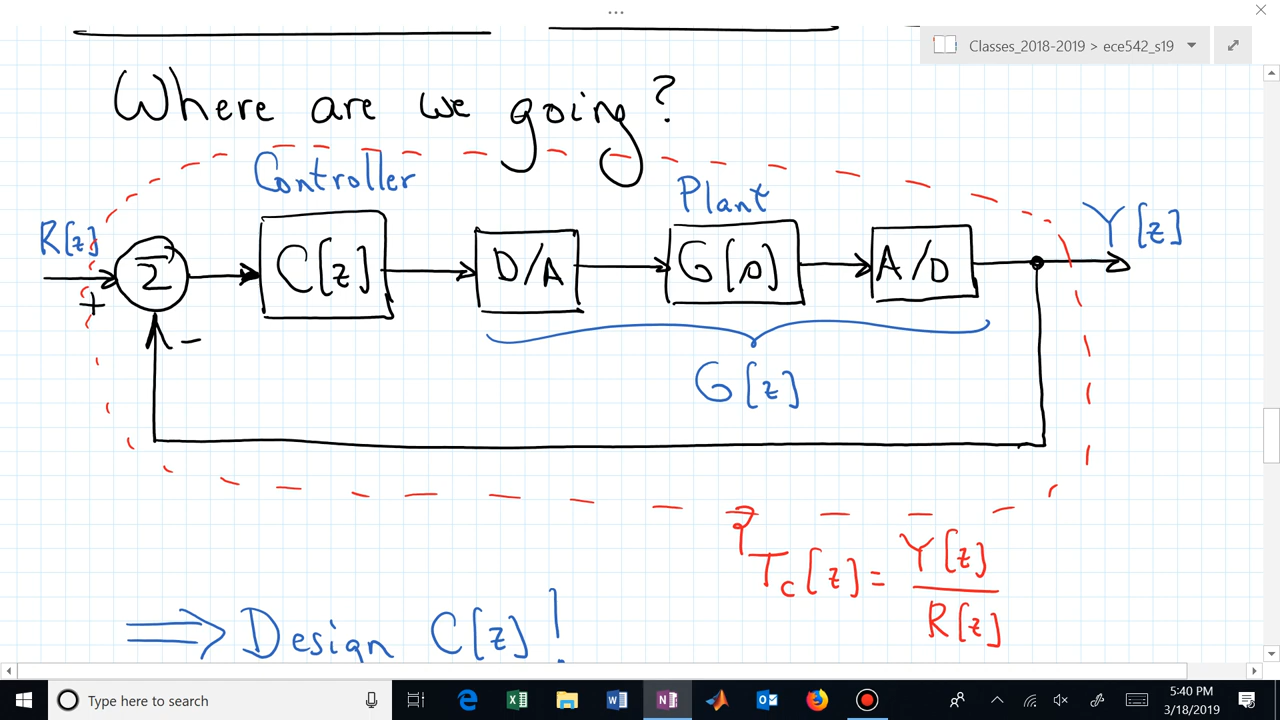 ...
Classes_2018-2019 > ece542_s19
Where are we going?
Controller
Plant
R[z]
Y[z]
+
Σ
C[z]
D/A
G[s]
A/D
-
G[z]
T_c[z] = Y[z] / R[z]
⇒ Design C[z]!
Type here to search
5:40 PM
3/18/2019